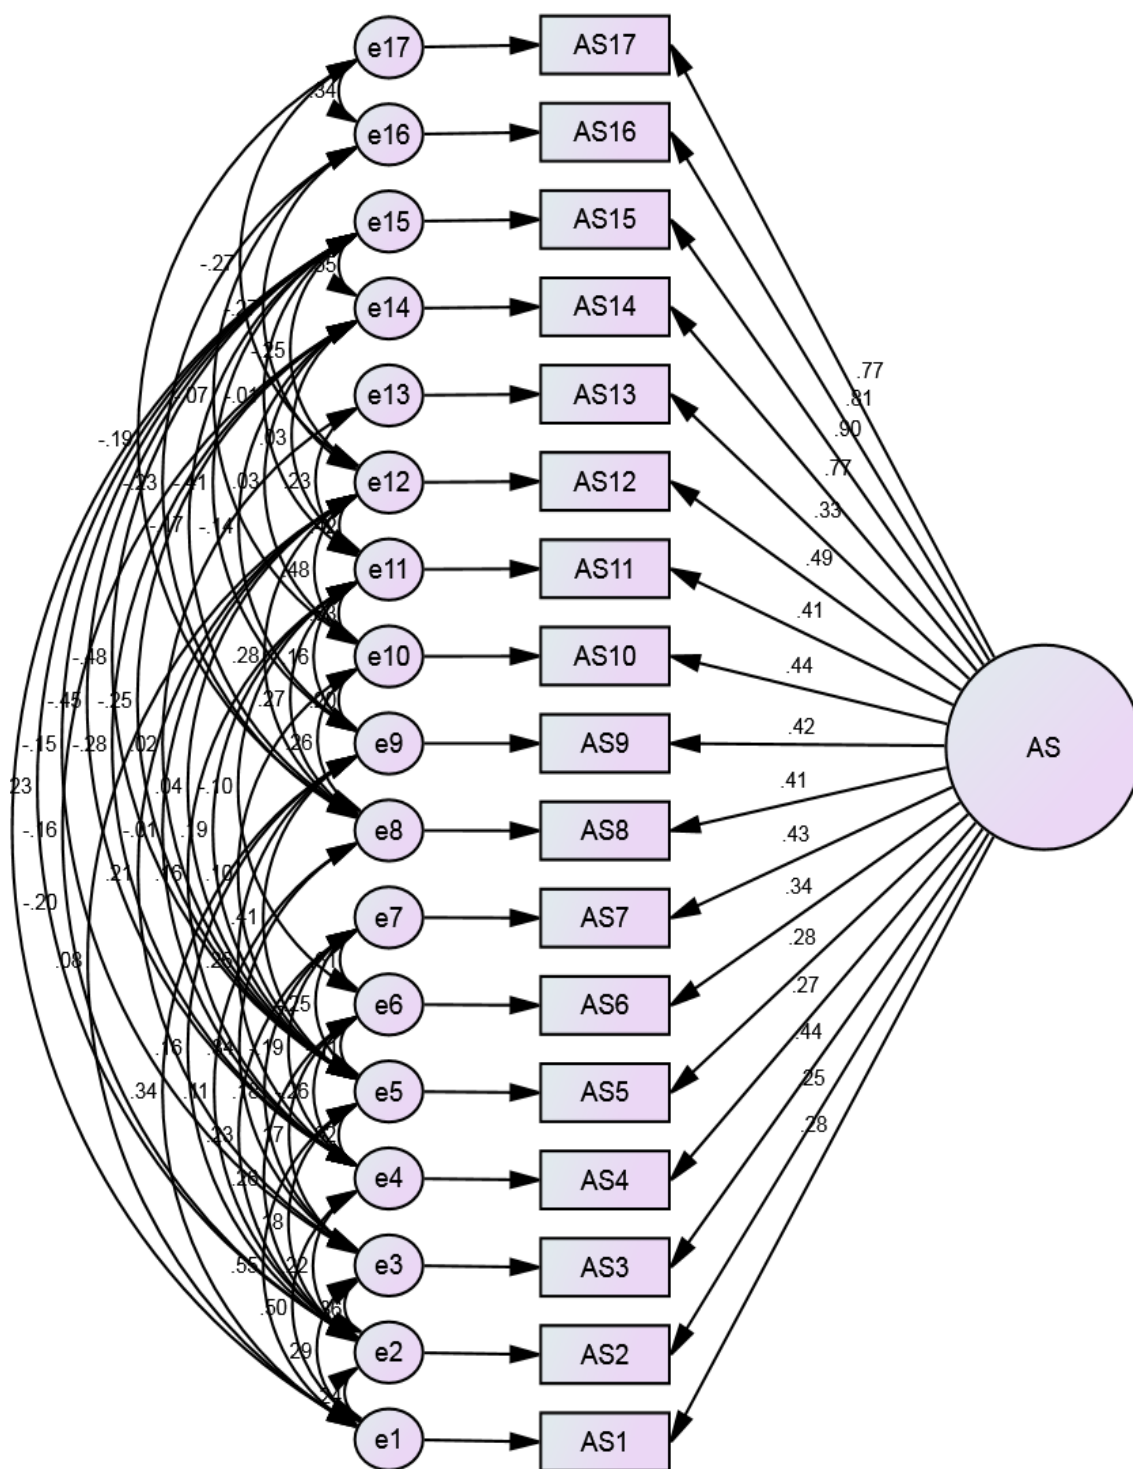 e17 AS17
.34
e16 AS16
e15 AS15
-.27
e14 AS14
-.25
.77
e13 AS13
.07 -.01 .81
.90
-.19 .03
.77
e12 AS12
-.23 -.41 .03 .23
.33
-.14
.49
e11 AS11
.48
.41
e10 AS10
-.48 .28 .16
.44
-.45 -.25 .27
e9 AS9
.42
-.15 -.28 .02 .26
AS
.23 .04 -.10
.41
e8 AS8
-.16 -.01 .19
.43
.21 .16 .10
.34
-.20 .41
e7 AS7
.28
.08
.27
e6 AS6
-.25
.44
.16 -.19
e5 AS5
.34 -.26
.25
.28
e4 AS4
e3 AS3
.55 .22
.50
e2 AS2
.29
e1 AS1